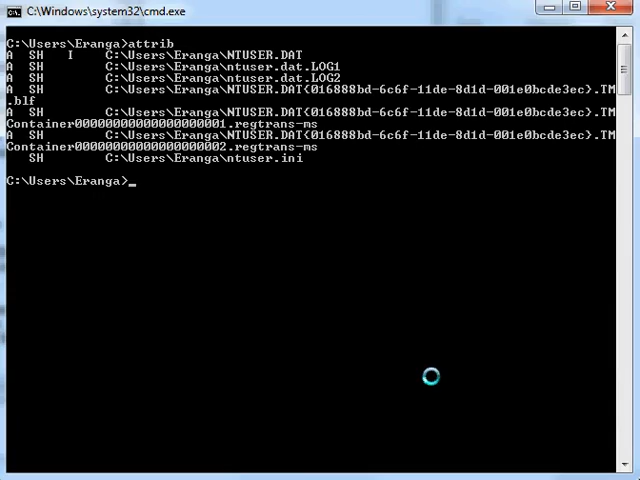 C:\Windows\system32\cmd.exe
C:\Users\Eranga>attrib
A  SH  I    C:\Users\Eranga\NTUSER.DAT
A  SH       C:\Users\Eranga\ntuser.dat.LOG1
A  SH       C:\Users\Eranga\ntuser.dat.LOG2
A  SH       C:\Users\Eranga\NTUSER.DAT{016888bd-6c6f-11de-8d1d-001e0bcde3ec}.TM
.blf
A  SH       C:\Users\Eranga\NTUSER.DAT{016888bd-6c6f-11de-8d1d-001e0bcde3ec}.TM
Container00000000000000000001.regtrans-ms
A  SH       C:\Users\Eranga\NTUSER.DAT{016888bd-6c6f-11de-8d1d-001e0bcde3ec}.TM
Container00000000000000000002.regtrans-ms
   SH       C:\Users\Eranga\ntuser.ini
C:\Users\Eranga>_